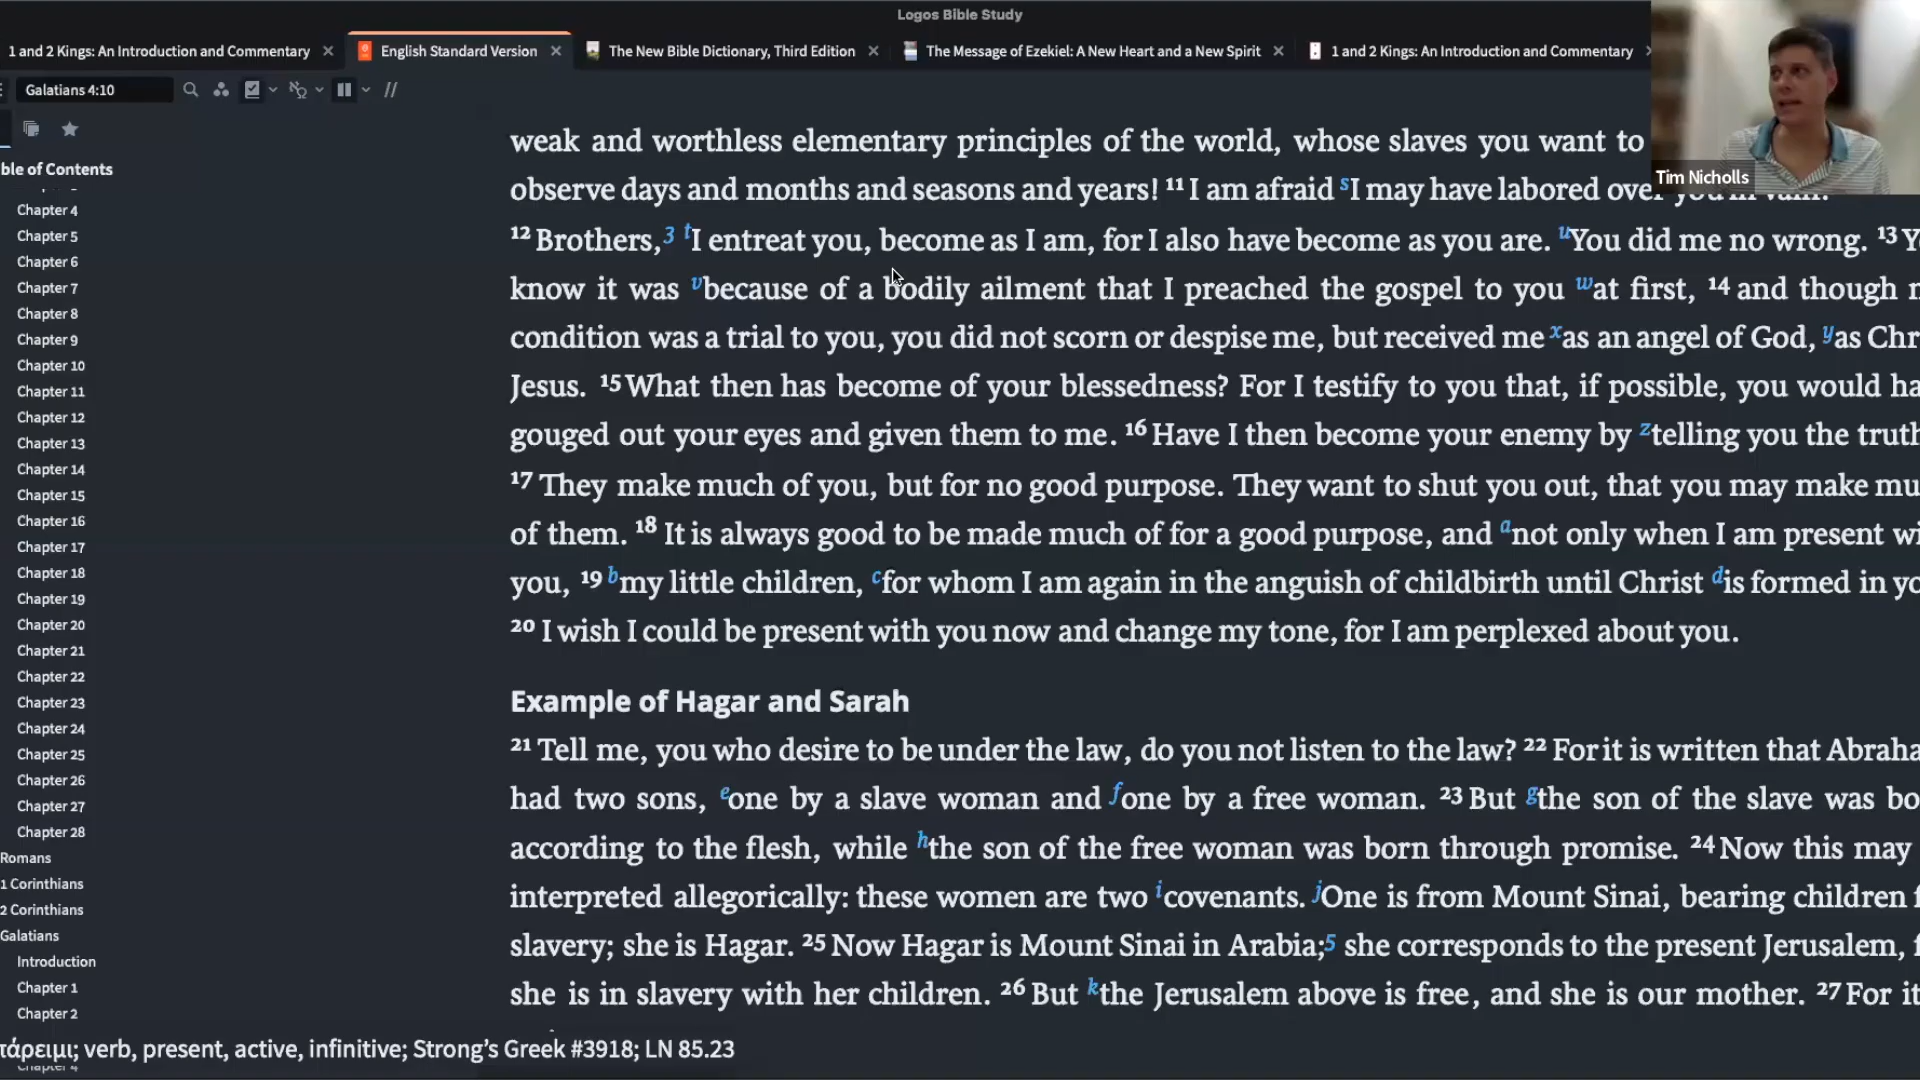 Logos Bible Study
1 and 2 Kings: An Introduction and Commentary
English Standard Version
The New Bible Dictionary, Third Edition
The Message of Ezekiel: A New Heart and a New Spirit
1 and 2 Kings: An Introduction and Commentary
Galatians 4:10
Tim Nicholls
ble of Contents
Chapter 4
Chapter 5
Chapter 6
Chapter 7
Chapter 8
Chapter 9
Chapter 10
Chapter 11
Chapter 12
Chapter 13
Chapter 14
Chapter 15
Chapter 16
Chapter 17
Chapter 18
Chapter 19
Chapter 20
Chapter 21
Chapter 22
Chapter 23
Chapter 24
Chapter 25
Chapter 26
Chapter 27
Chapter 28
Romans
1 Corinthians
2 Corinthians
Galatians
Introduction
Chapter 1
Chapter 2
Chapter 4
weak and worthless elementary principles of the world, whose slaves you want to
observe days and months and seasons and years! 11 I am afraid s I may have labored over
12 Brothers,3 t I entreat you, become as I am, for I also have become as you are. u You did me no wrong. 13 Y
know it was v because of a bodily ailment that I preached the gospel to you w at first, 14 and though
condition was a trial to you, you did not scorn or despise me, but received me x as an angel of God, y as Chr
Jesus. 15 What then has become of your blessedness? For I testify to you that, if possible, you would ha
gouged out your eyes and given them to me. 16 Have I then become your enemy by z telling you the truth
17 They make much of you, but for no good purpose. They want to shut you out, that you may make mu
of them. 18 It is always good to be made much of for a good purpose, and a not only when I am present wi
you, 19 b my little children, c for whom I am again in the anguish of childbirth until Christ d is formed in yo
20 I wish I could be present with you now and change my tone, for I am perplexed about you.
Example of Hagar and Sarah
21 Tell me, you who desire to be under the law, do you not listen to the law? 22 For it is written that Abraha
had two sons, e one by a slave woman and f one by a free woman. 23 But g the son of the slave was bo
according to the flesh, while h the son of the free woman was born through promise. 24 Now this may
interpreted allegorically: these women are two i covenants. j One is from Mount Sinai, bearing children f
slavery; she is Hagar. 25 Now Hagar is Mount Sinai in Arabia;5 she corresponds to the present Jerusalem, f
she is in slavery with her children. 26 But k the Jerusalem above is free, and she is our mother. 27 For it
πάρειμι; verb, present, active, infinitive; Strong's Greek #3918; LN 85.23